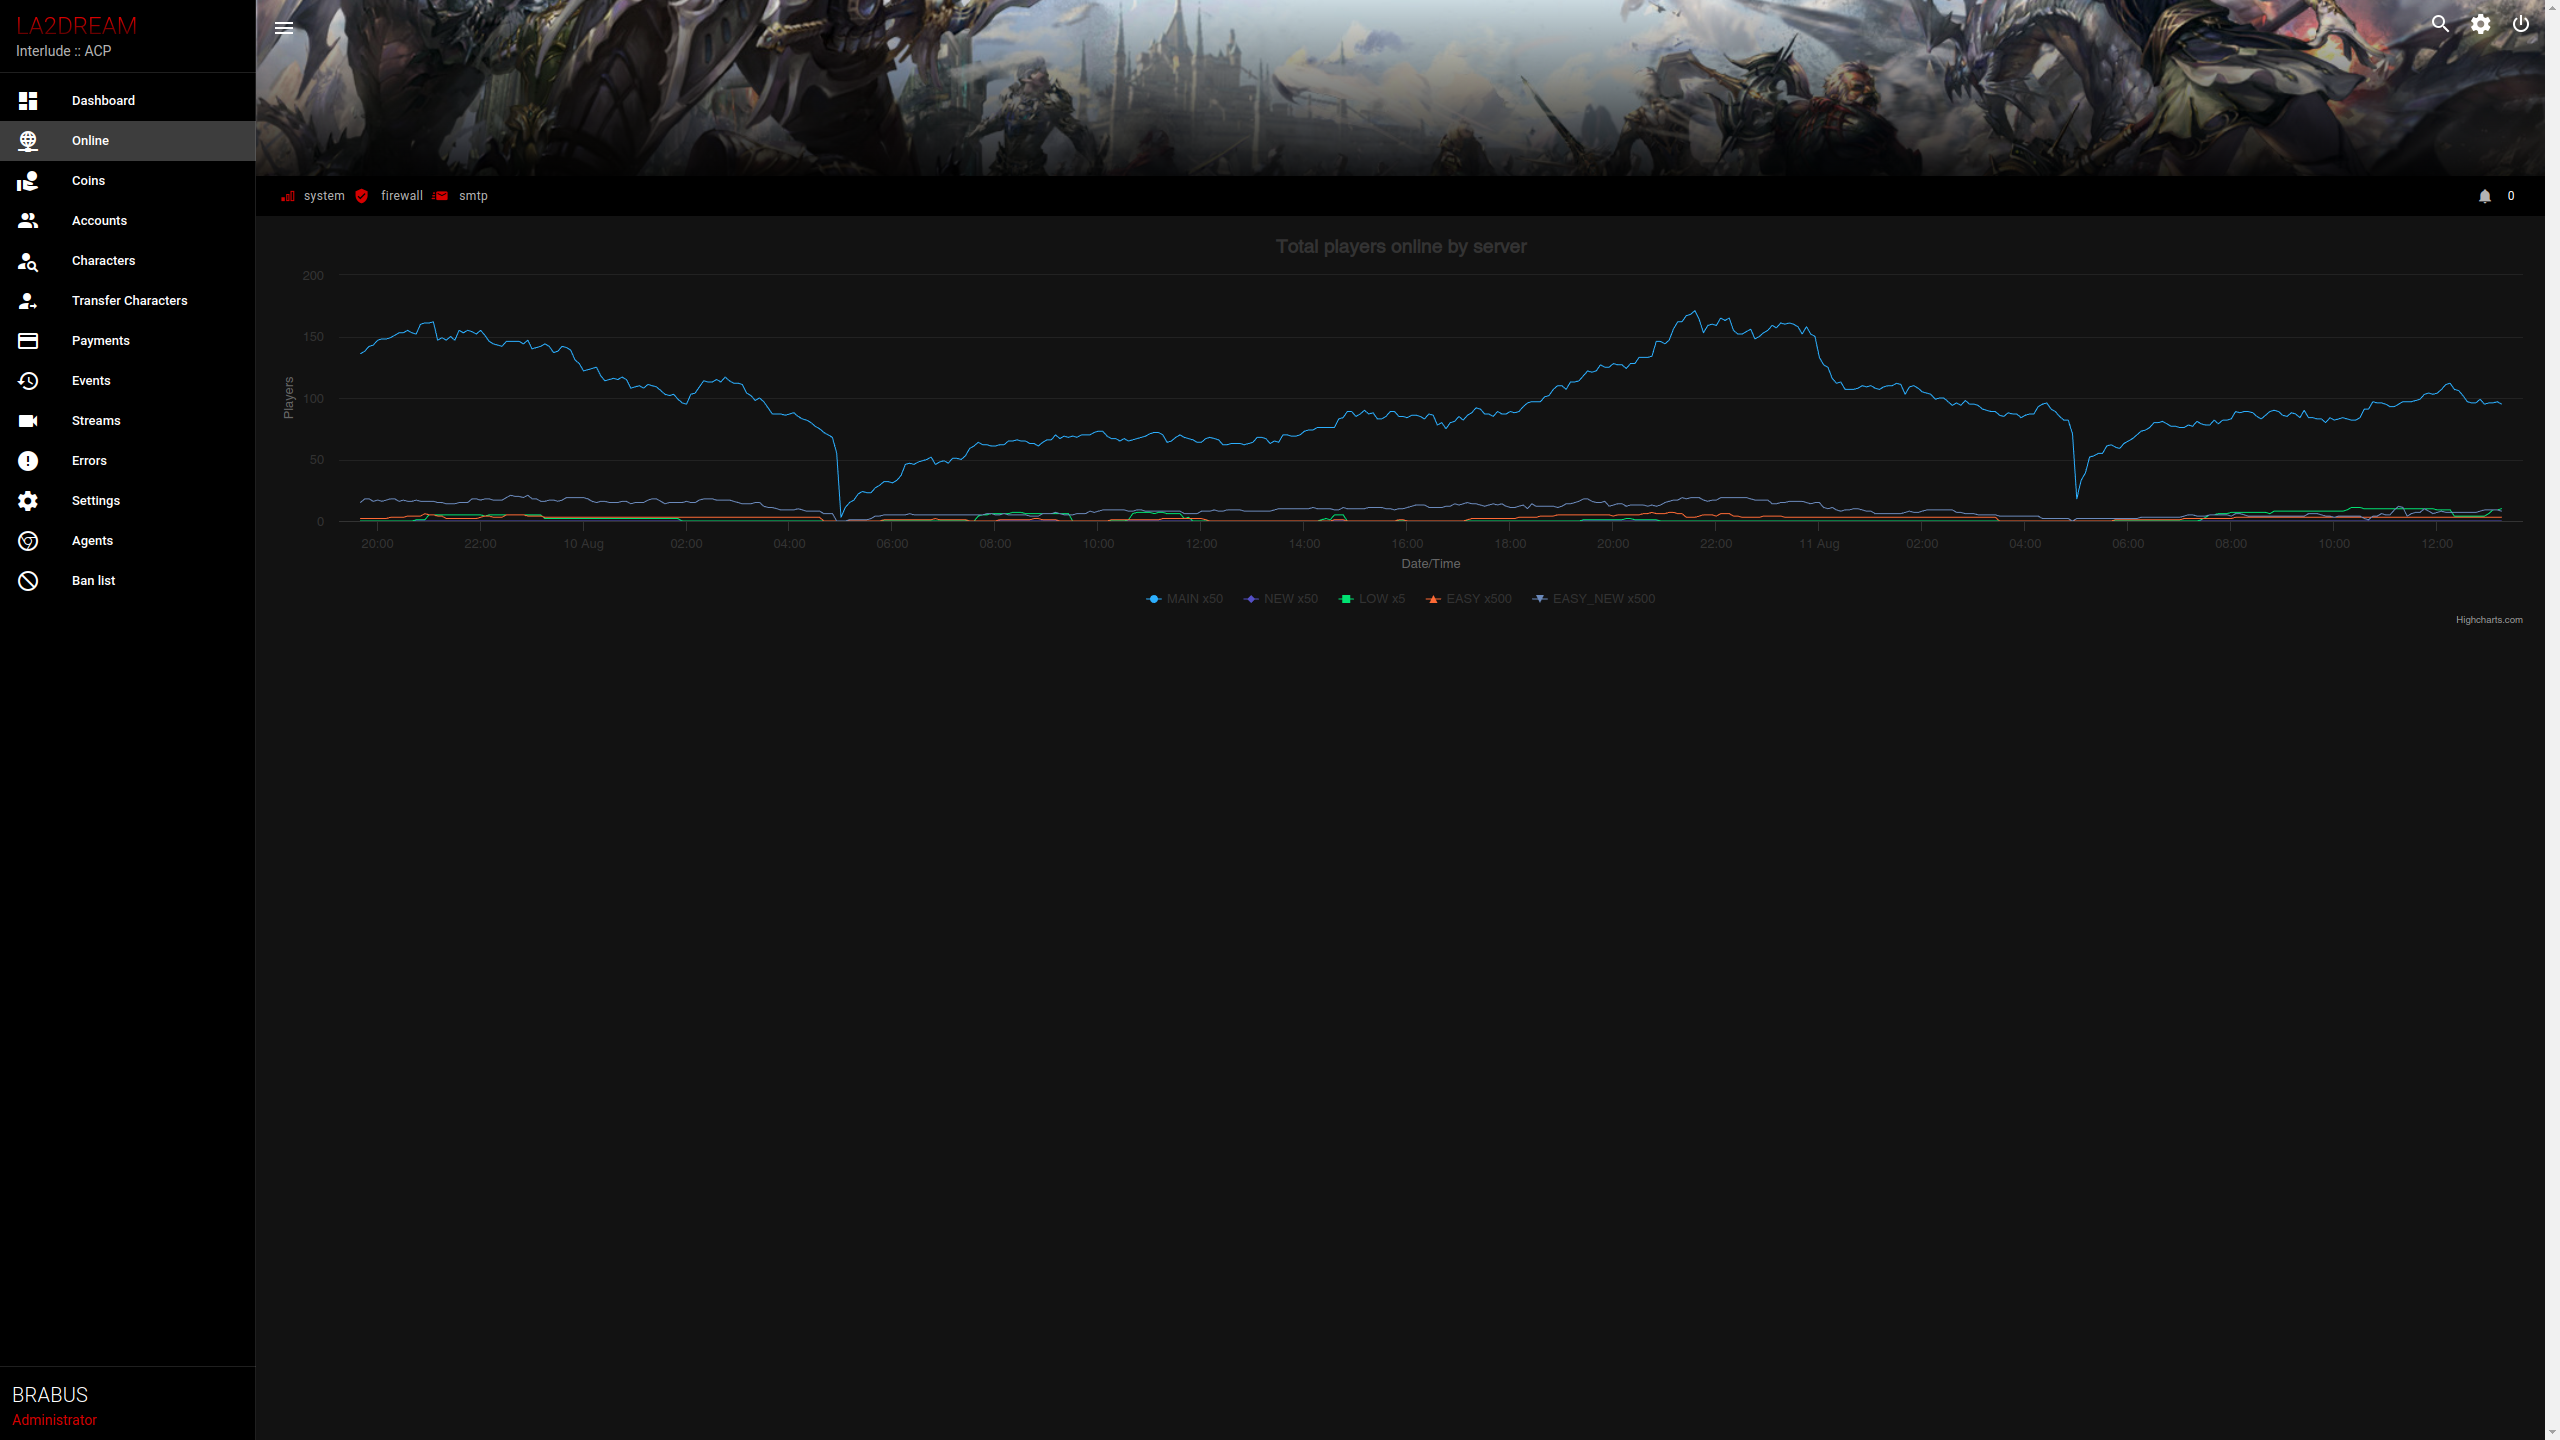 LA2DREAM
Interlude :: ACP
Dashboard
Online
Coins
Accounts
Characters
Transfer Characters
Payments
Events
Streams
Errors
Settings
Agents
Ban list
BRABUS
Administrator
system firewall smtp 0
Total players online by server
200
150
100
50
0
Players
20:00 22:00 10 Aug 02:00 04:00 06:00 08:00 10:00 12:00 14:00 16:00 18:00 20:00 22:00 11 Aug 02:00 04:00 06:00 08:00 10:00 12:00
Date/Time
MAIN x50 NEW x50 LOW x5 EASY x500 EASY_NEW x500
Highcharts.com